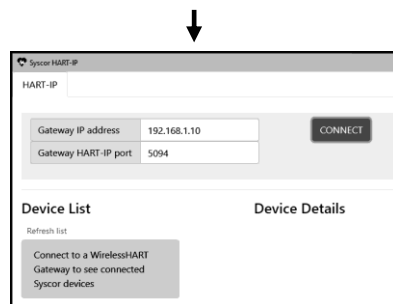 Syscor HART-IP
HART-IP
Gateway IP address 192.168.1.10 CONNECT
Gateway HART-IP port 5094
Device List Device Details
Refresh list
Connect to a WirelessHART
Gateway to see connected
Syscor devices